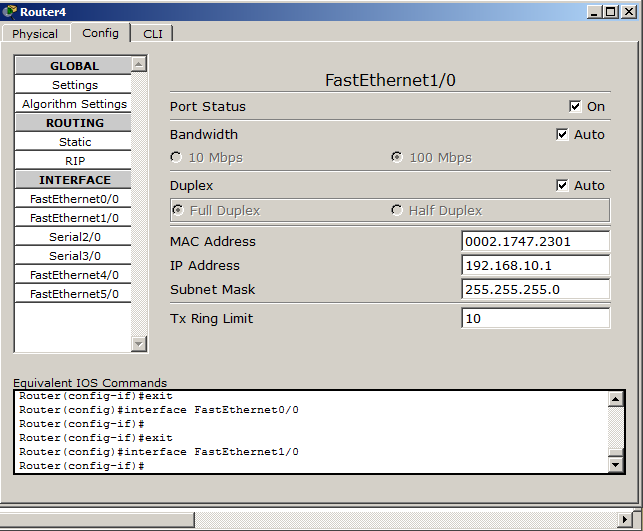 Router4
Physical Config CLI
GLOBAL
Settings
Algorithm Settings
ROUTING
Static
RIP
INTERFACE
FastEthernet0/0
FastEthernet1/0
Serial2/0
Serial3/0
FastEthernet4/0
FastEthernet5/0
FastEthernet1/0
Port Status On
Bandwidth Auto
10 Mbps 100 Mbps
Duplex Auto
Full Duplex Half Duplex
MAC Address 0002.1747.2301
IP Address 192.168.10.1
Subnet Mask 255.255.255.0
Tx Ring Limit 10
Equivalent IOS Commands
Router(config-if)#exit
Router(config)#interface FastEthernet0/0
Router(config-if)#
Router(config-if)#exit
Router(config)#interface FastEthernet1/0
Router(config-if)#